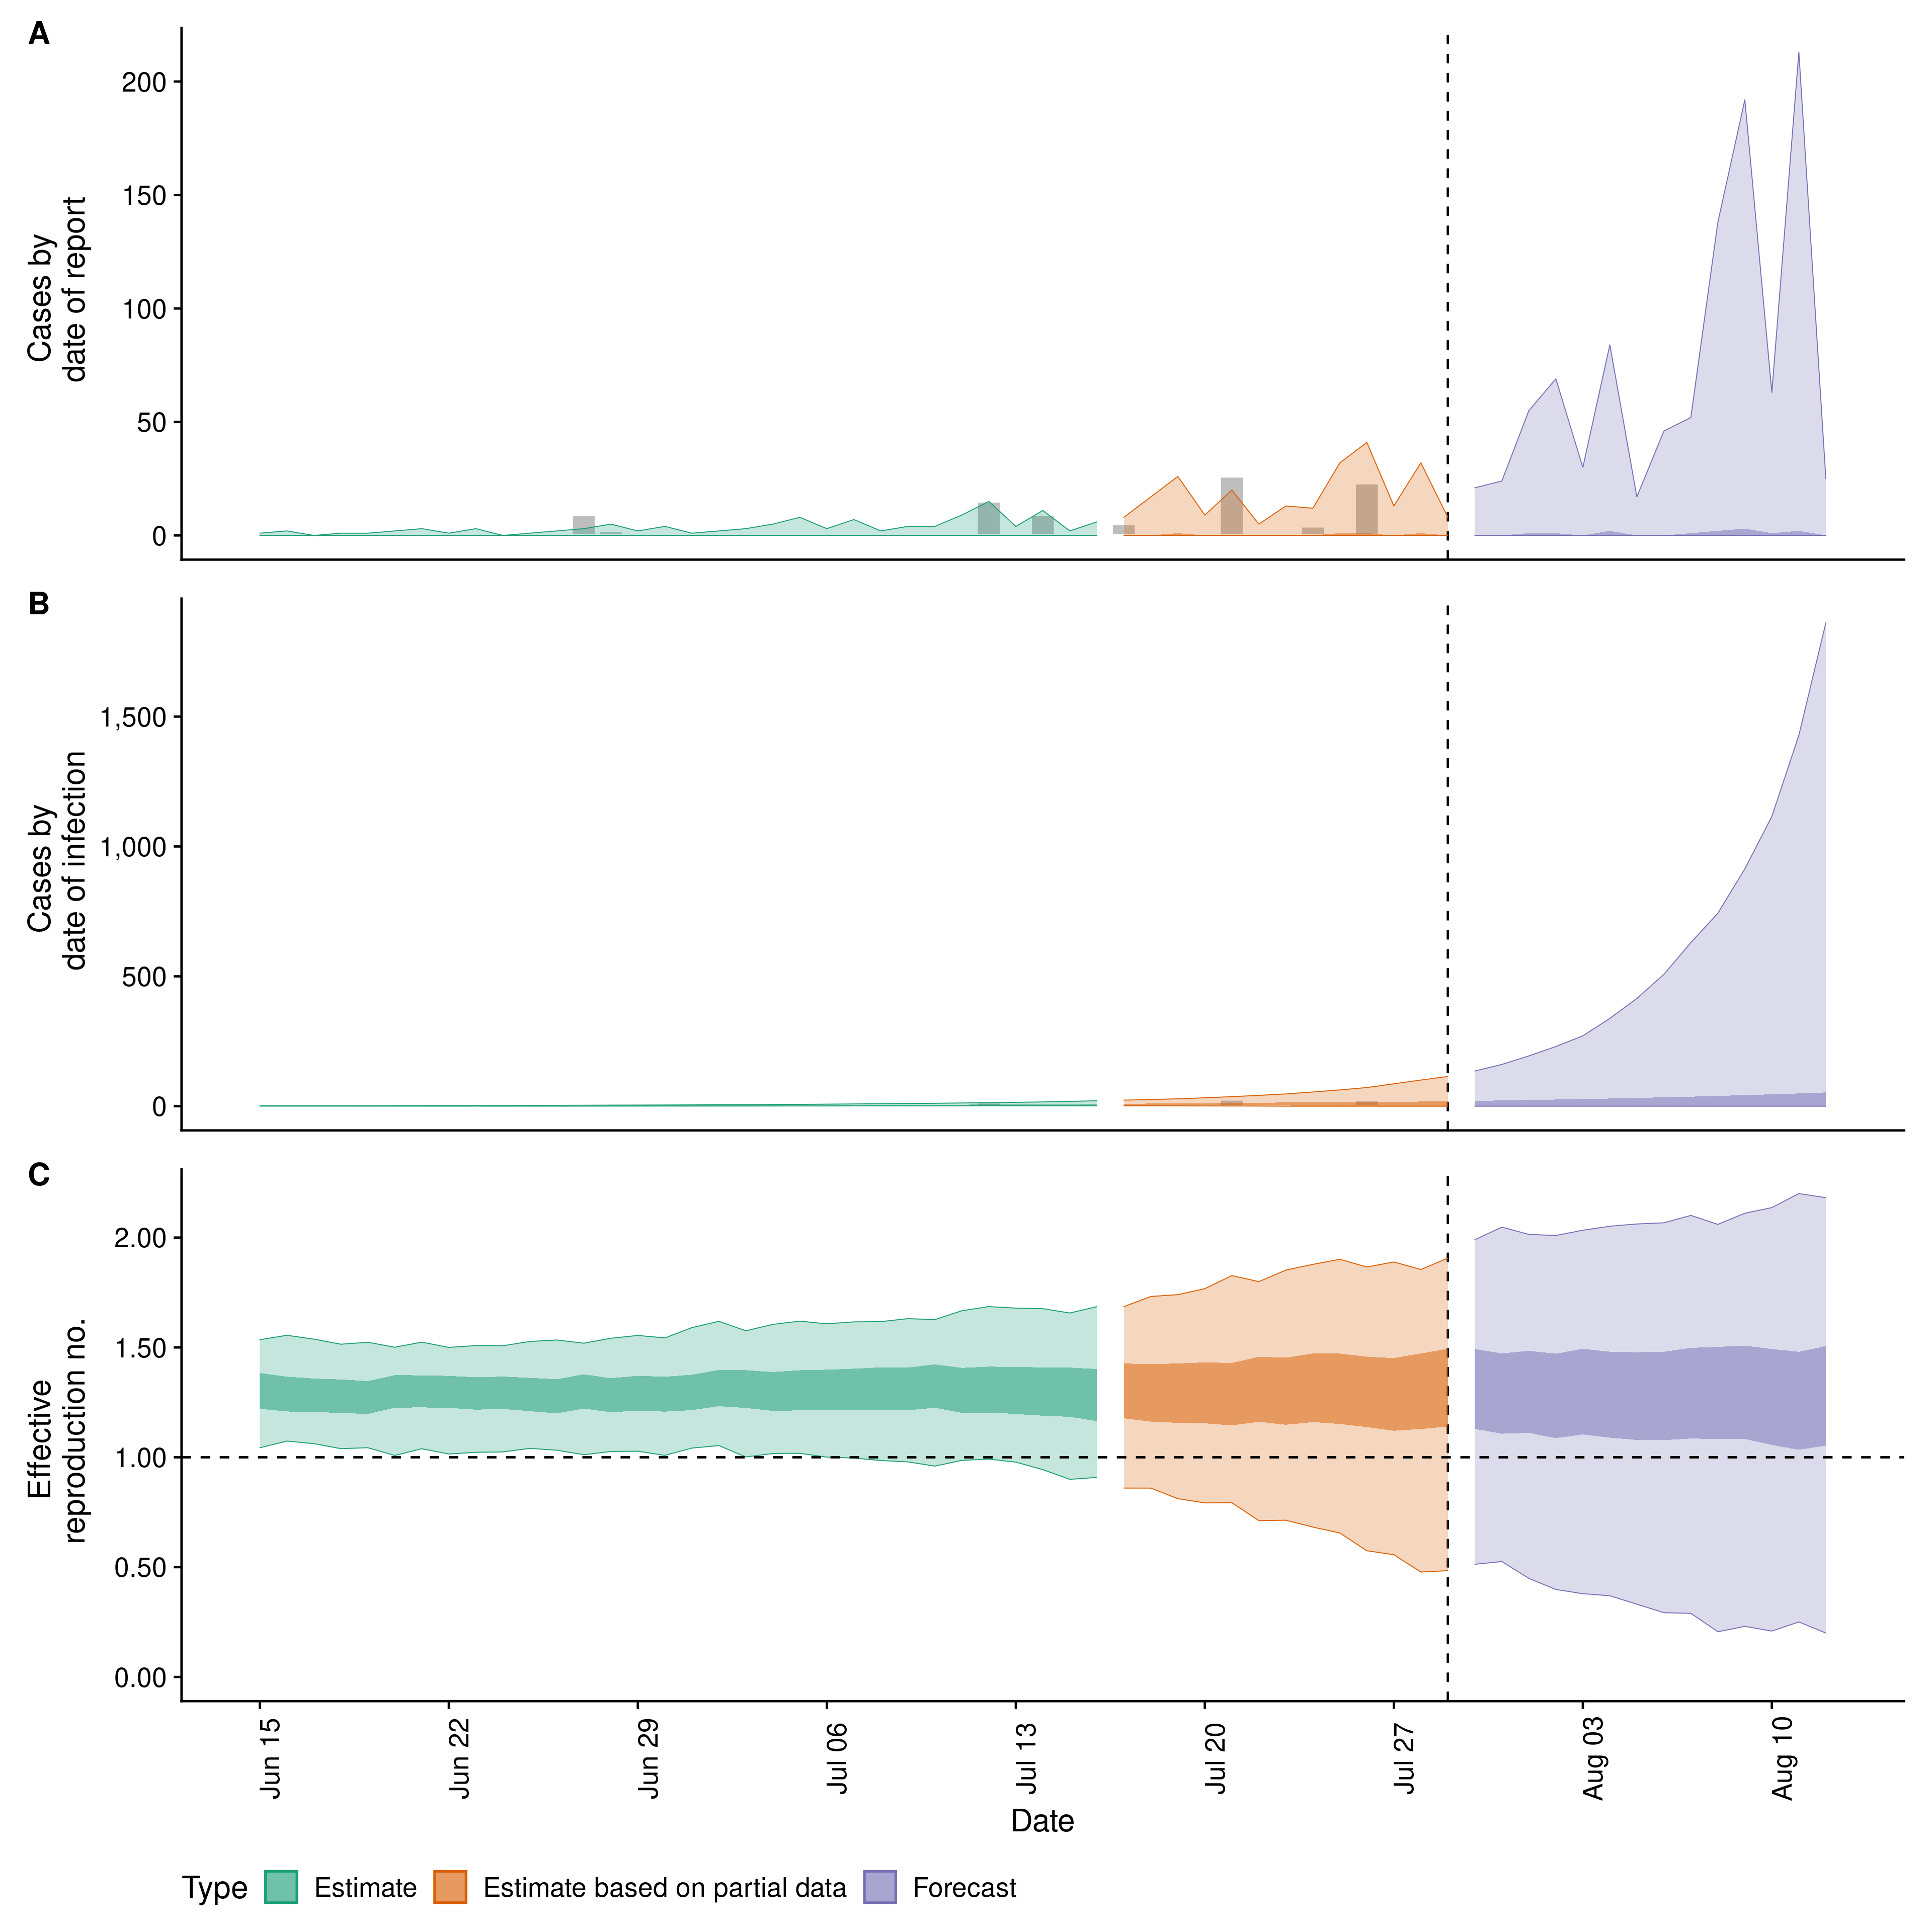 A
Cases by
date of report
200
150
100
50
0
B
Cases by
date of infection
1,500
1,000
500
0
C
Effective
reproduction no.
2.00
1.50
1.00
0.50
0.00
Jun 15
Jun 22
Jun 29
Jul 06
Jul 13
Jul 20
Jul 27
Aug 03
Aug 10
Date
Type
Estimate
Estimate based on partial data
Forecast